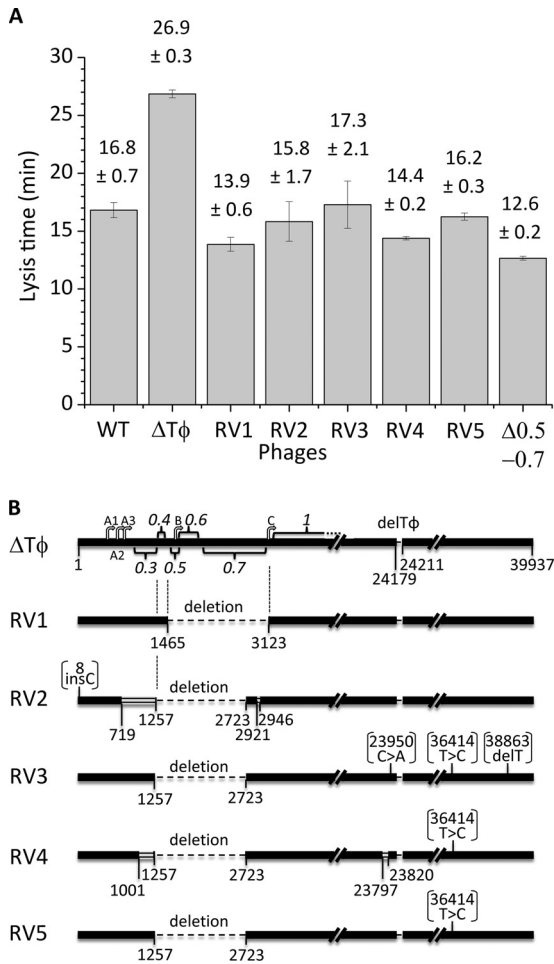 A
26.9
± 0.3
16.8
± 0.7
13.9
± 0.6
15.8
± 1.7
17.3
± 2.1
14.4
± 0.2
16.2
± 0.3
12.6
± 0.2
30
25
20
15
10
5
0
Lysis time (min)
WT ΔTϕ RV1 RV2 RV3 RV4 RV5 Δ0.5
−0.7
Phages
B
A1 A3 0.4 B 0.6 C 1 delTϕ
ΔTϕ
1 A2 0.3 0.5 0.7 24179 24211 39937
RV1 deletion
1465 3123
8
insC
RV2 deletion
719 1257 2723 2921 2946
23950 36414 38863
C>A T>C delT
RV3 deletion
1257 2723
36414
T>C
RV4 deletion
1001 1257 2723 23797 23820
36414
T>C
RV5 deletion
1257 2723